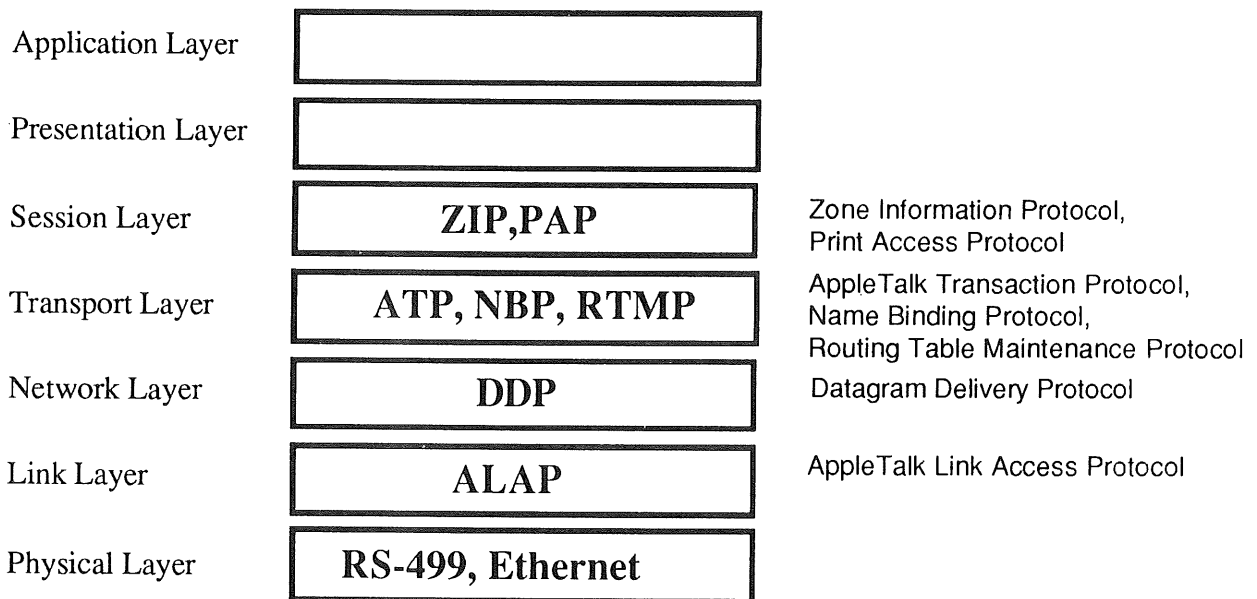 Application Layer
Presentation Layer
Session Layer
ZIP,PAP
Zone Information Protocol,
Print Access Protocol
Transport Layer
ATP, NBP, RTMP
AppleTalk Transaction Protocol,
Name Binding Protocol,
Routing Table Maintenance Protocol
Network Layer
DDP
Datagram Delivery Protocol
Link Layer
ALAP
AppleTalk Link Access Protocol
Physical Layer
RS-499, Ethernet